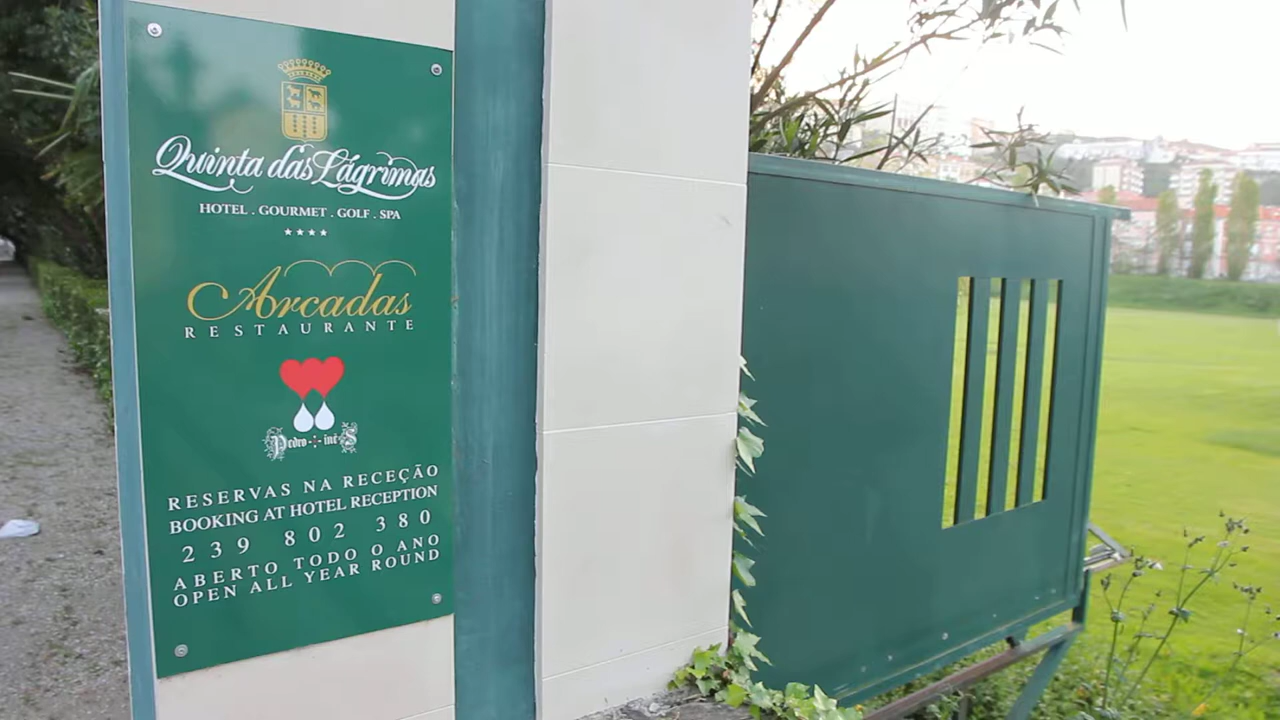 Quinta das Lágrimas
HOTEL . GOURMET . GOLF . SPA
Arcadas
RESTAURANTE
Pedro inêS
RESERVAS NA RECEÇÃO
BOOKING AT HOTEL RECEPTION
239 802 380
ABERTO TODO O ANO
OPEN ALL YEAR ROUND